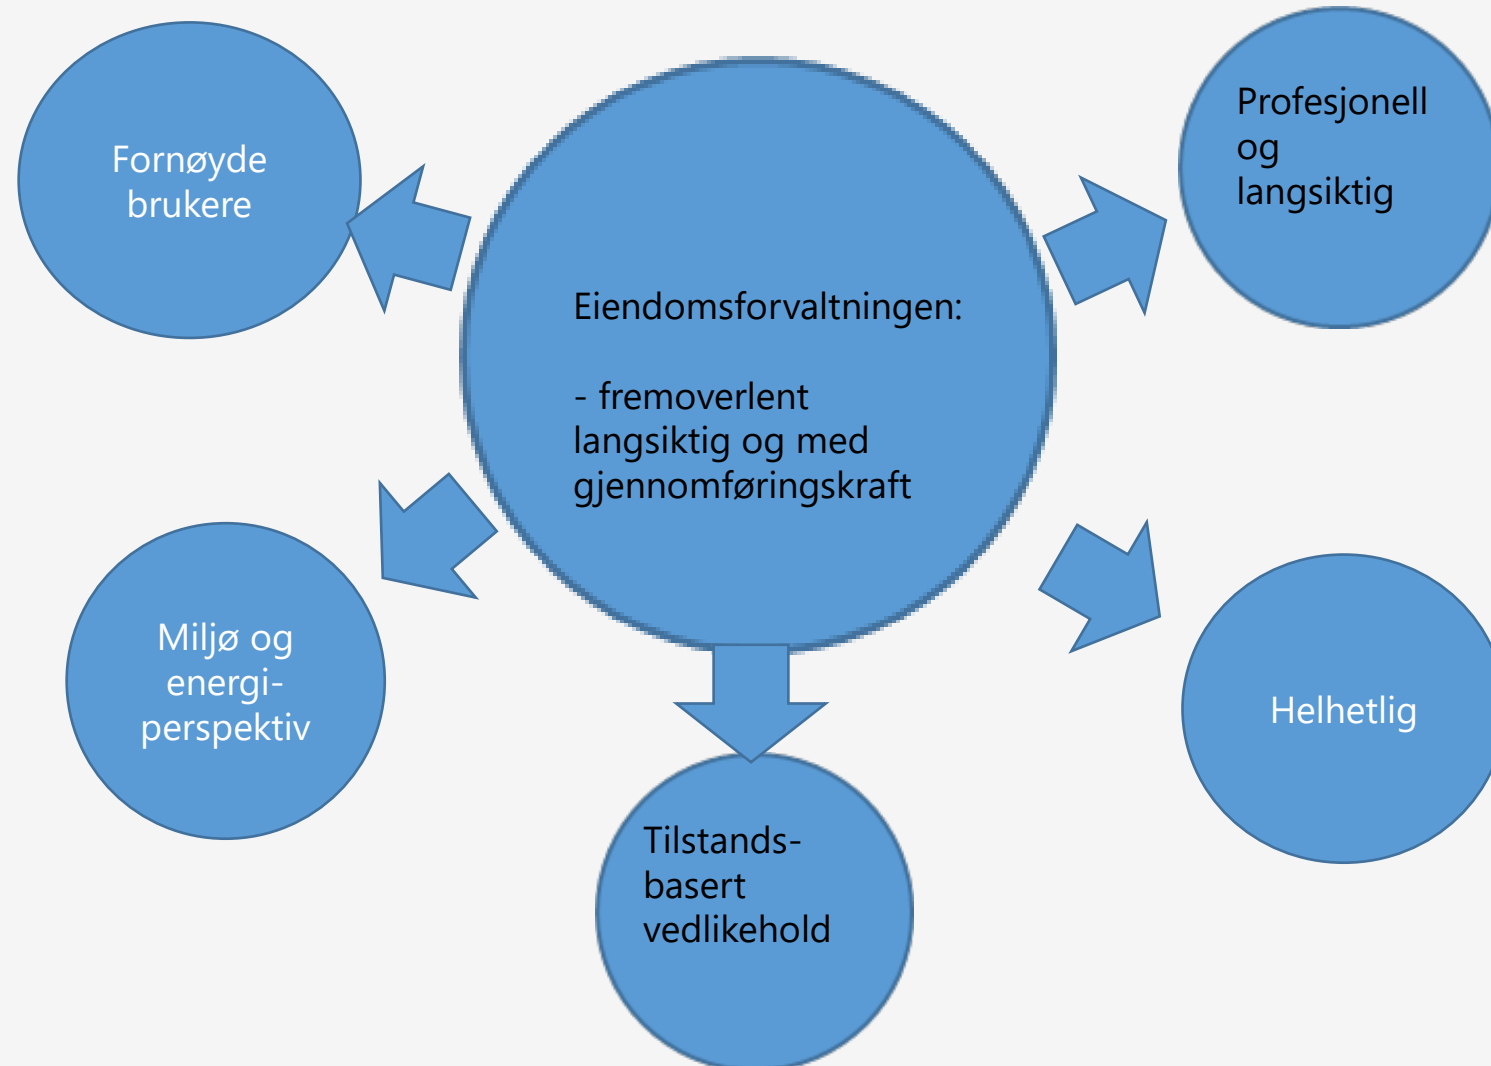 Fornøyde
brukere
Profesjonell
og
langsiktig
Eiendomsforvaltningen:
- fremoverlent
langsiktig og med
gjennomføringskraft
Miljø og
energi-
perspektiv
Helhetlig
Tilstands-
basert
vedlikehold